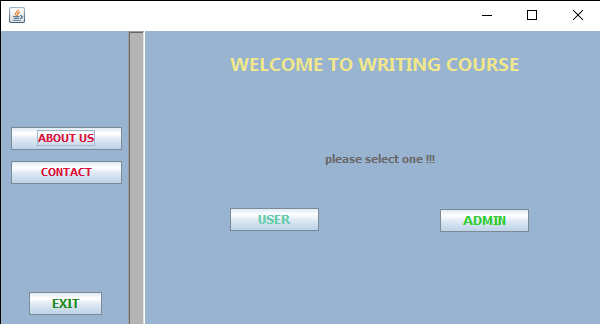 WELCOME TO WRITING COURSE
ABOUT US
please select one !!!
CONTACT
USER
ADMIN
EXIT